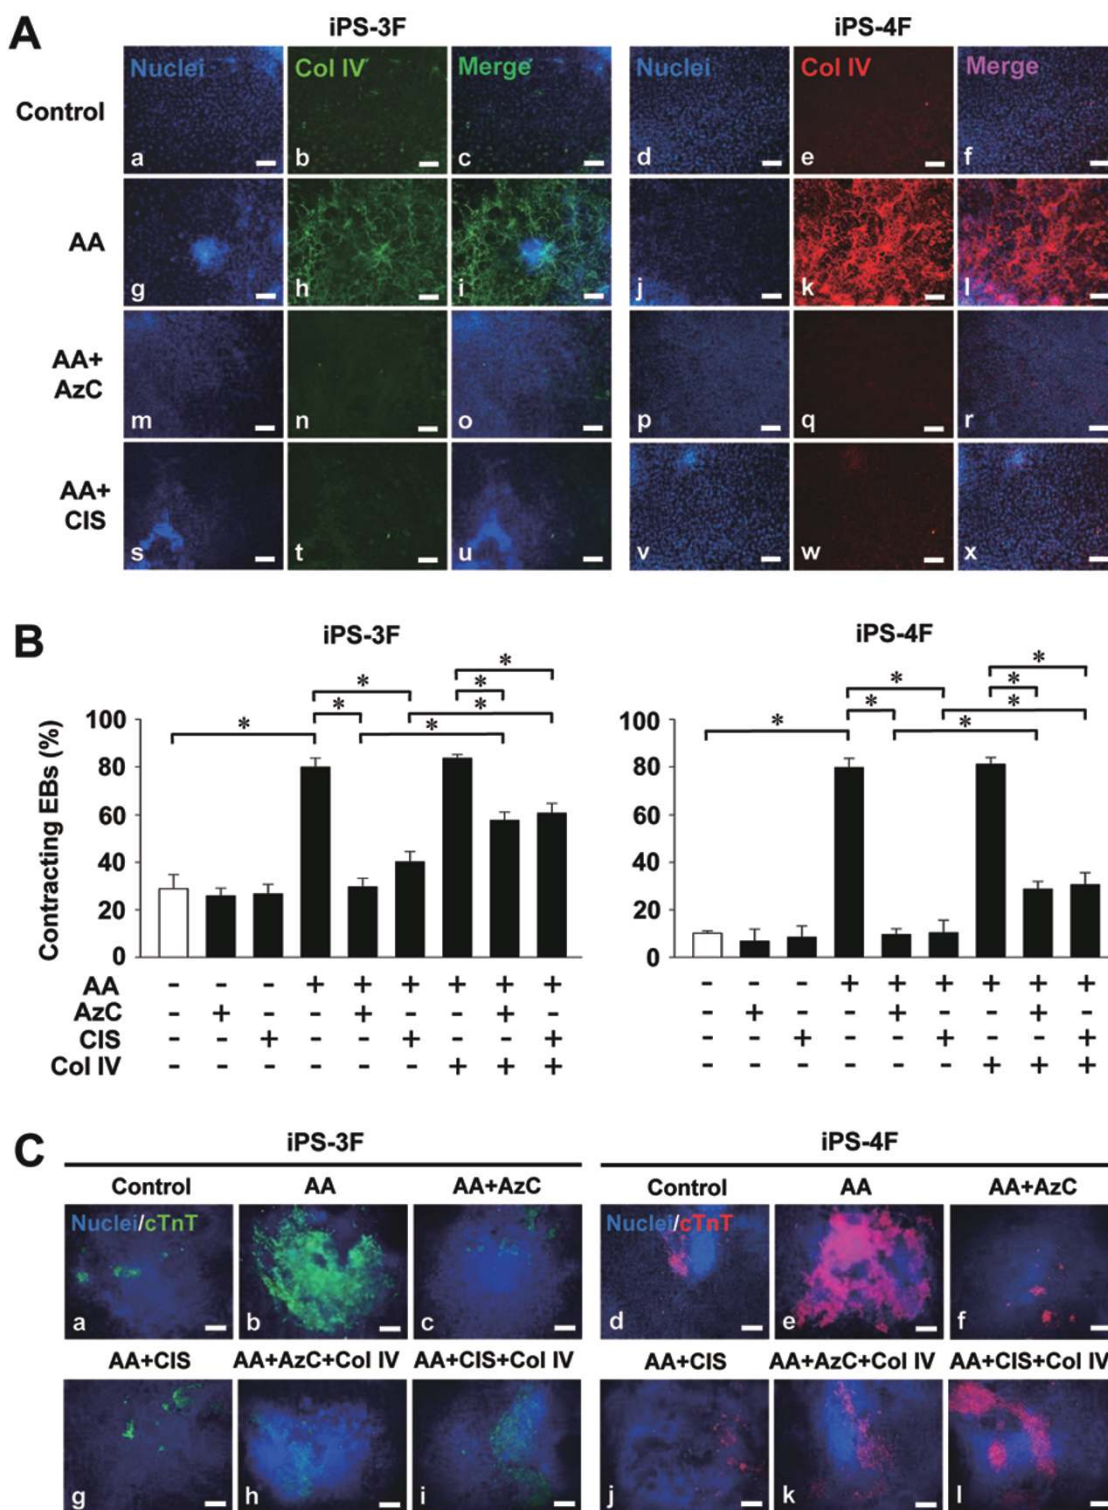 A
iPS-3F iPS-4F
Nuclei Col IV Merge Nuclei Col IV Merge
Control
a b c d e f
AA
g h i j k l
AA+
AzC
m n o p q r
AA+
CIS
s t u v w x
B
iPS-3F iPS-4F
* * * * * * *
* * * * * * *
Contracting EBs (%)
100 100
80 80
60 60
40 40
20 20
0 0
AA - - - + + + + + + - - - + + + + + +
AzC - + - - + - - + - - + - - + - - + -
CIS - - + - - + - - + - - + - - + - - +
Col IV - - - - - - + + + - - - - - - + + +
C
iPS-3F iPS-4F
Control AA AA+AzC Control AA AA+AzC
Nuclei/cTnT Nuclei/cTnT
a b c d e f
AA+CIS AA+AzC+Col IV AA+CIS+Col IV AA+CIS AA+AzC+Col IV AA+CIS+Col IV
g h i j k l